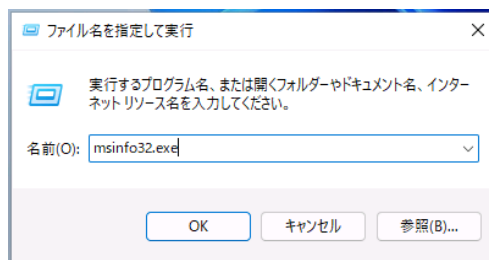 ファイル名を指定して実行
実行するプログラム名、または開くフォルダーやドキュメント名、インター
ネット リソース名を入力してください。
名前(O): msinfo32.exe
OK キャンセル 参照(B)...